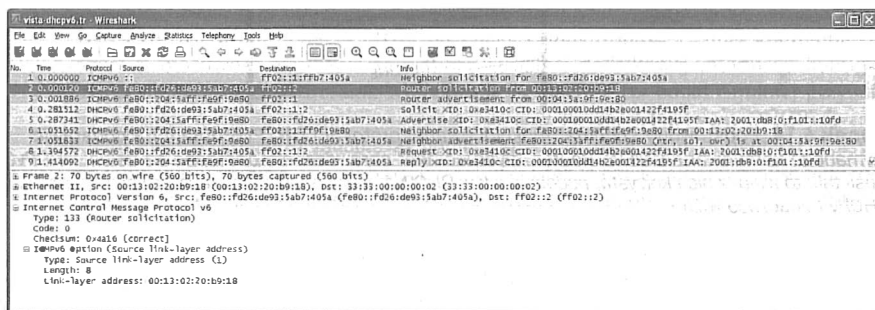 vista-dhcpv6.tr - Wireshark
File Edit View Go Capture Analyze Statistics Telephony Tools Help
No. Time Protocol Source Destination Info
1 0.000000 ICMPv6 :: ff02::1:ffb7:405a Neighbor solicitation for fe80::fd26:de93:5ab7:405a
2 0.000120 ICMPv6 fe80::fd26:de93:5ab7:405a ff02::2 Router solicitation from 00:13:02:20:b9:18
3 0.001886 ICMPv6 fe80::204:5aff:fe9f:9e80 ff02::1 Router advertisement from 00:04:5a:9f:9e:80
4 0.281512 DHCPv6 fe80::fd26:de93:5ab7:405a ff02::1:2 Solicit XID: 0xe3410c CID: 000100010dd14b2e001422f4195f
5 0.287341 DHCPv6 fe80::204:5aff:fe9f:9e80 fe80::fd26:de93:5ab7:405a Advertise XID: 0xe3410c CID: 000100010dd14b2e001422f4195f IAA: 2001:db8:0:f101::10fd
6 1.051652 ICMPv6 fe80::fd26:de93:5ab7:405a ff02::1:ff9f:9e80 Neighbor solicitation for fe80::204:5aff:fe9f:9e80 from 00:13:02:20:b9:18
7 1.051833 ICMPv6 fe80::204:5aff:fe9f:9e80 fe80::fd26:de93:5ab7:405a Neighbor advertisement fe80::204:5aff:fe9f:9e80 (rtr, sol, ovr) is at 00:04:5a:9f:9e:80
8 1.394572 DHCPv6 fe80::fd26:de93:5ab7:405a ff02::1:2 Request XID: 0xe3410c CID: 000100010dd14b2e001422f4195f IAA: 2001:db8:0:f101::10fd
9 1.414092 DHCPv6 fe80::204:5aff:fe9f:9e80 fe80::fd26:de93:5ab7:405a Reply XID: 0xe3410c CID: 000100010dd14b2e001422f4195f IAA: 2001:db8:0:f101::10fd
Frame 2: 70 bytes on wire (560 bits), 70 bytes captured (560 bits)
Ethernet II, Src: 00:13:02:20:b9:18 (00:13:02:20:b9:18), Dst: 33:33:00:00:00:02 (33:33:00:00:00:02)
Internet Protocol Version 6, Src: fe80::fd26:de93:5ab7:405a (fe80::fd26:de93:5ab7:405a), Dst: ff02::2 (ff02::2)
Internet Control Message Protocol v6
Type: 133 (Router solicitation)
Code: 0
Checksum: 0x4a16 [correct]
ICMPv6 Option (Source link-layer address)
Type: Source link-layer address (1)
Length: 8
Link-layer address: 00:13:02:20:b9:18